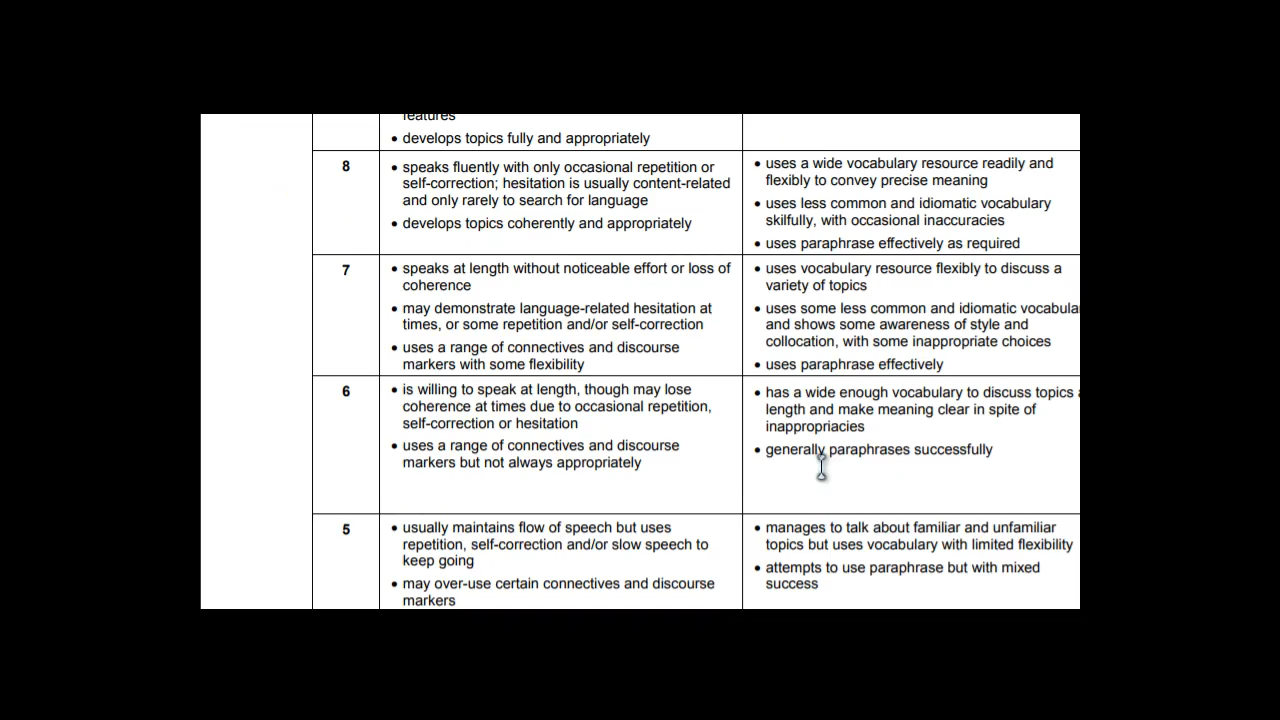 features
• develops topics fully and appropriately
8
• speaks fluently with only occasional repetition or
self-correction; hesitation is usually content-related
and only rarely to search for language
• develops topics coherently and appropriately
• uses a wide vocabulary resource readily and
flexibly to convey precise meaning
• uses less common and idiomatic vocabulary
skilfully, with occasional inaccuracies
• uses paraphrase effectively as required
7
• speaks at length without noticeable effort or loss of
coherence
• may demonstrate language-related hesitation at
times, or some repetition and/or self-correction
• uses a range of connectives and discourse
markers with some flexibility
• uses vocabulary resource flexibly to discuss a
variety of topics
• uses some less common and idiomatic vocabula
and shows some awareness of style and
collocation, with some inappropriate choices
• uses paraphrase effectively
6
• is willing to speak at length, though may lose
coherence at times due to occasional repetition,
self-correction or hesitation
• uses a range of connectives and discourse
markers but not always appropriately
• has a wide enough vocabulary to discuss topics
length and make meaning clear in spite of
inappropriacies
• generally paraphrases successfully
5
• usually maintains flow of speech but uses
repetition, self-correction and/or slow speech to
keep going
• may over-use certain connectives and discourse
markers
• manages to talk about familiar and unfamiliar
topics but uses vocabulary with limited flexibility
• attempts to use paraphrase but with mixed
success